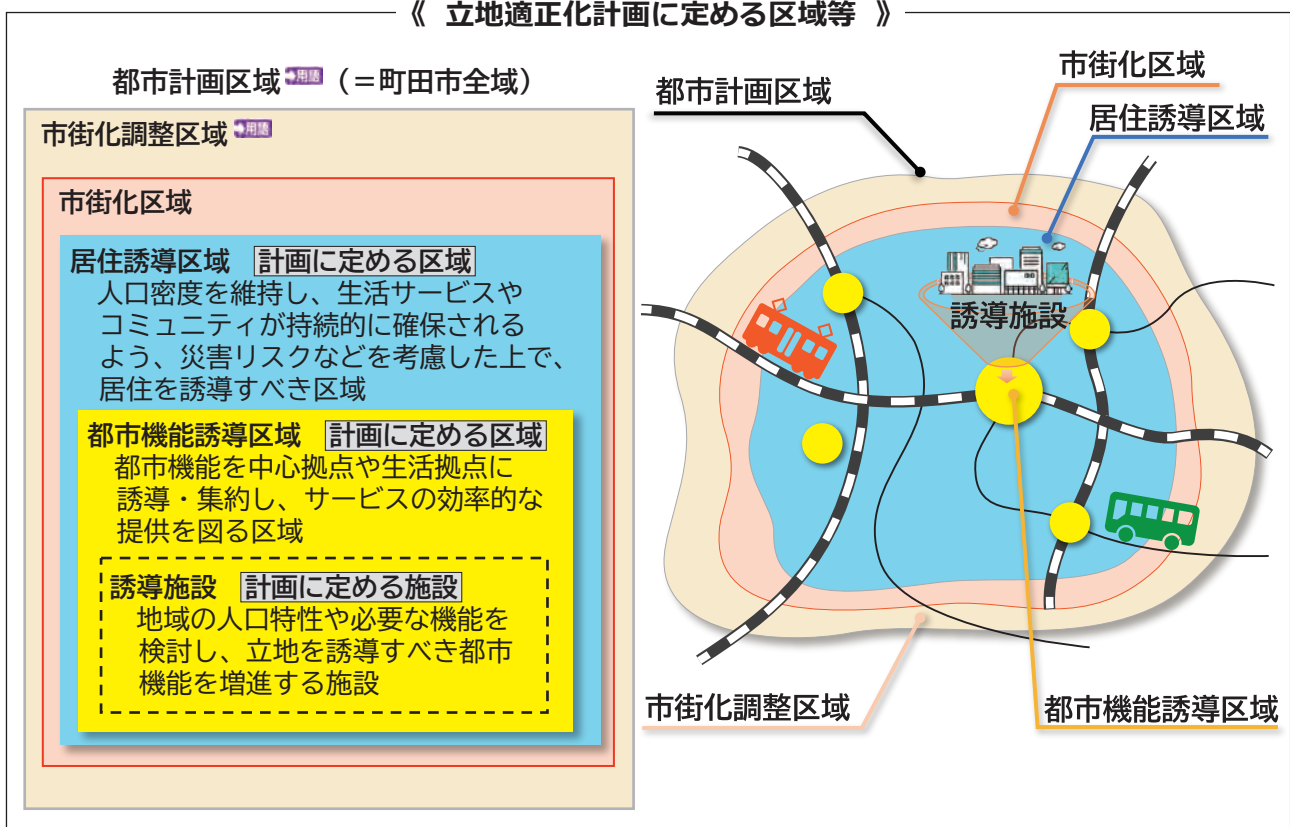 《 立地適正化計画に定める区域等 》
都市計画区域 ➔用語 (=町田市全域)
市街化調整区域 ➔用語
市街化区域
居住誘導区域 計画に定める区域
人口密度を維持し、生活サービスや
コミュニティが持続的に確保される
よう、災害リスクなどを考慮した上で、
居住を誘導すべき区域
都市機能誘導区域 計画に定める区域
都市機能を中心拠点や生活拠点に
誘導・集約し、サービスの効率的な
提供を図る区域
誘導施設 計画に定める施設
地域の人口特性や必要な機能を
検討し、立地を誘導すべき都市
機能を増進する施設
市街化区域
都市計画区域
居住誘導区域
誘導施設
市街化調整区域
都市機能誘導区域